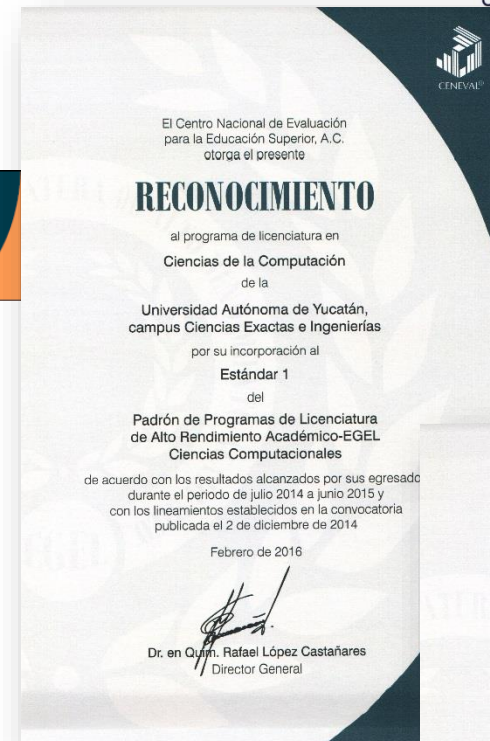 CENEVAL®
El Centro Nacional de Evaluación
para la Educación Superior, A.C.
otorga el presente
RECONOCIMIENTO
al programa de licenciatura en
Ciencias de la Computación
de la
Universidad Autónoma de Yucatán,
campus Ciencias Exactas e Ingenierías
por su incorporación al
Estándar 1
del
Padrón de Programas de Licenciatura
de Alto Rendimiento Académico-EGEL
Ciencias Computacionales
de acuerdo con los resultados alcanzados por sus egresado
durante el periodo de julio 2014 a junio 2015 y
con los lineamientos establecidos en la convocatoria
publicada el 2 de diciembre de 2014
Febrero de 2016
Dr. en Quím. Rafael López Castañares
Director General